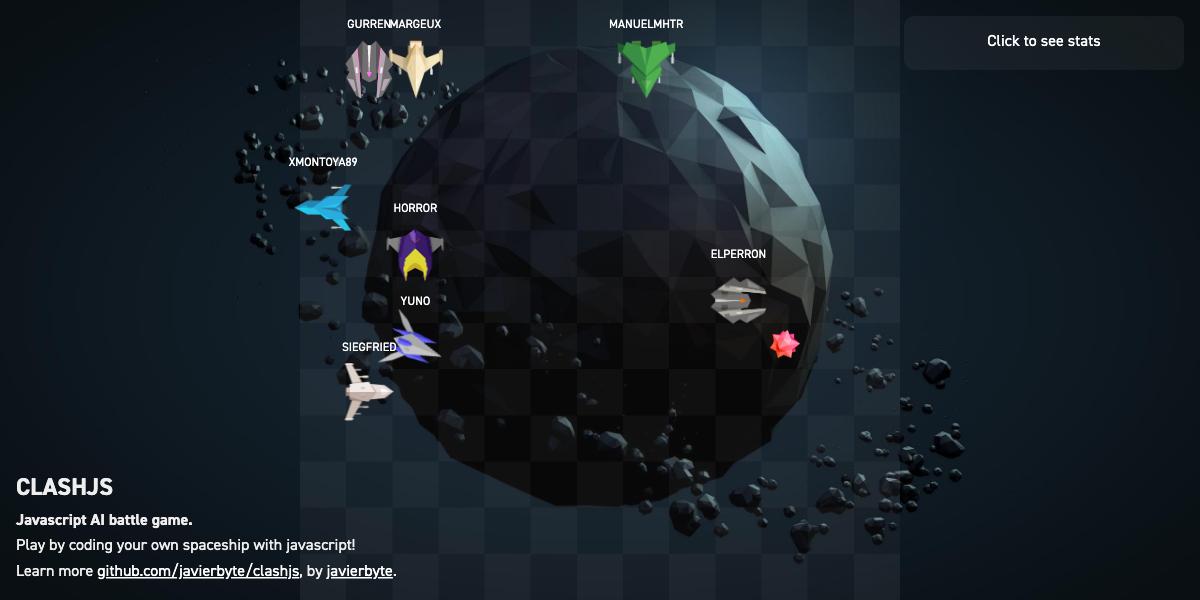 GURRENMARGEUX
MANUELMHTR
Click to see stats
XMONTOYA89
HORROR
ELPERRON
YUNO
SIEGFRIED
CLASHJS
Javascript AI battle game.
Play by coding your own spaceship with javascript!
Learn more github.com/javierbyte/clashjs, by javierbyte.